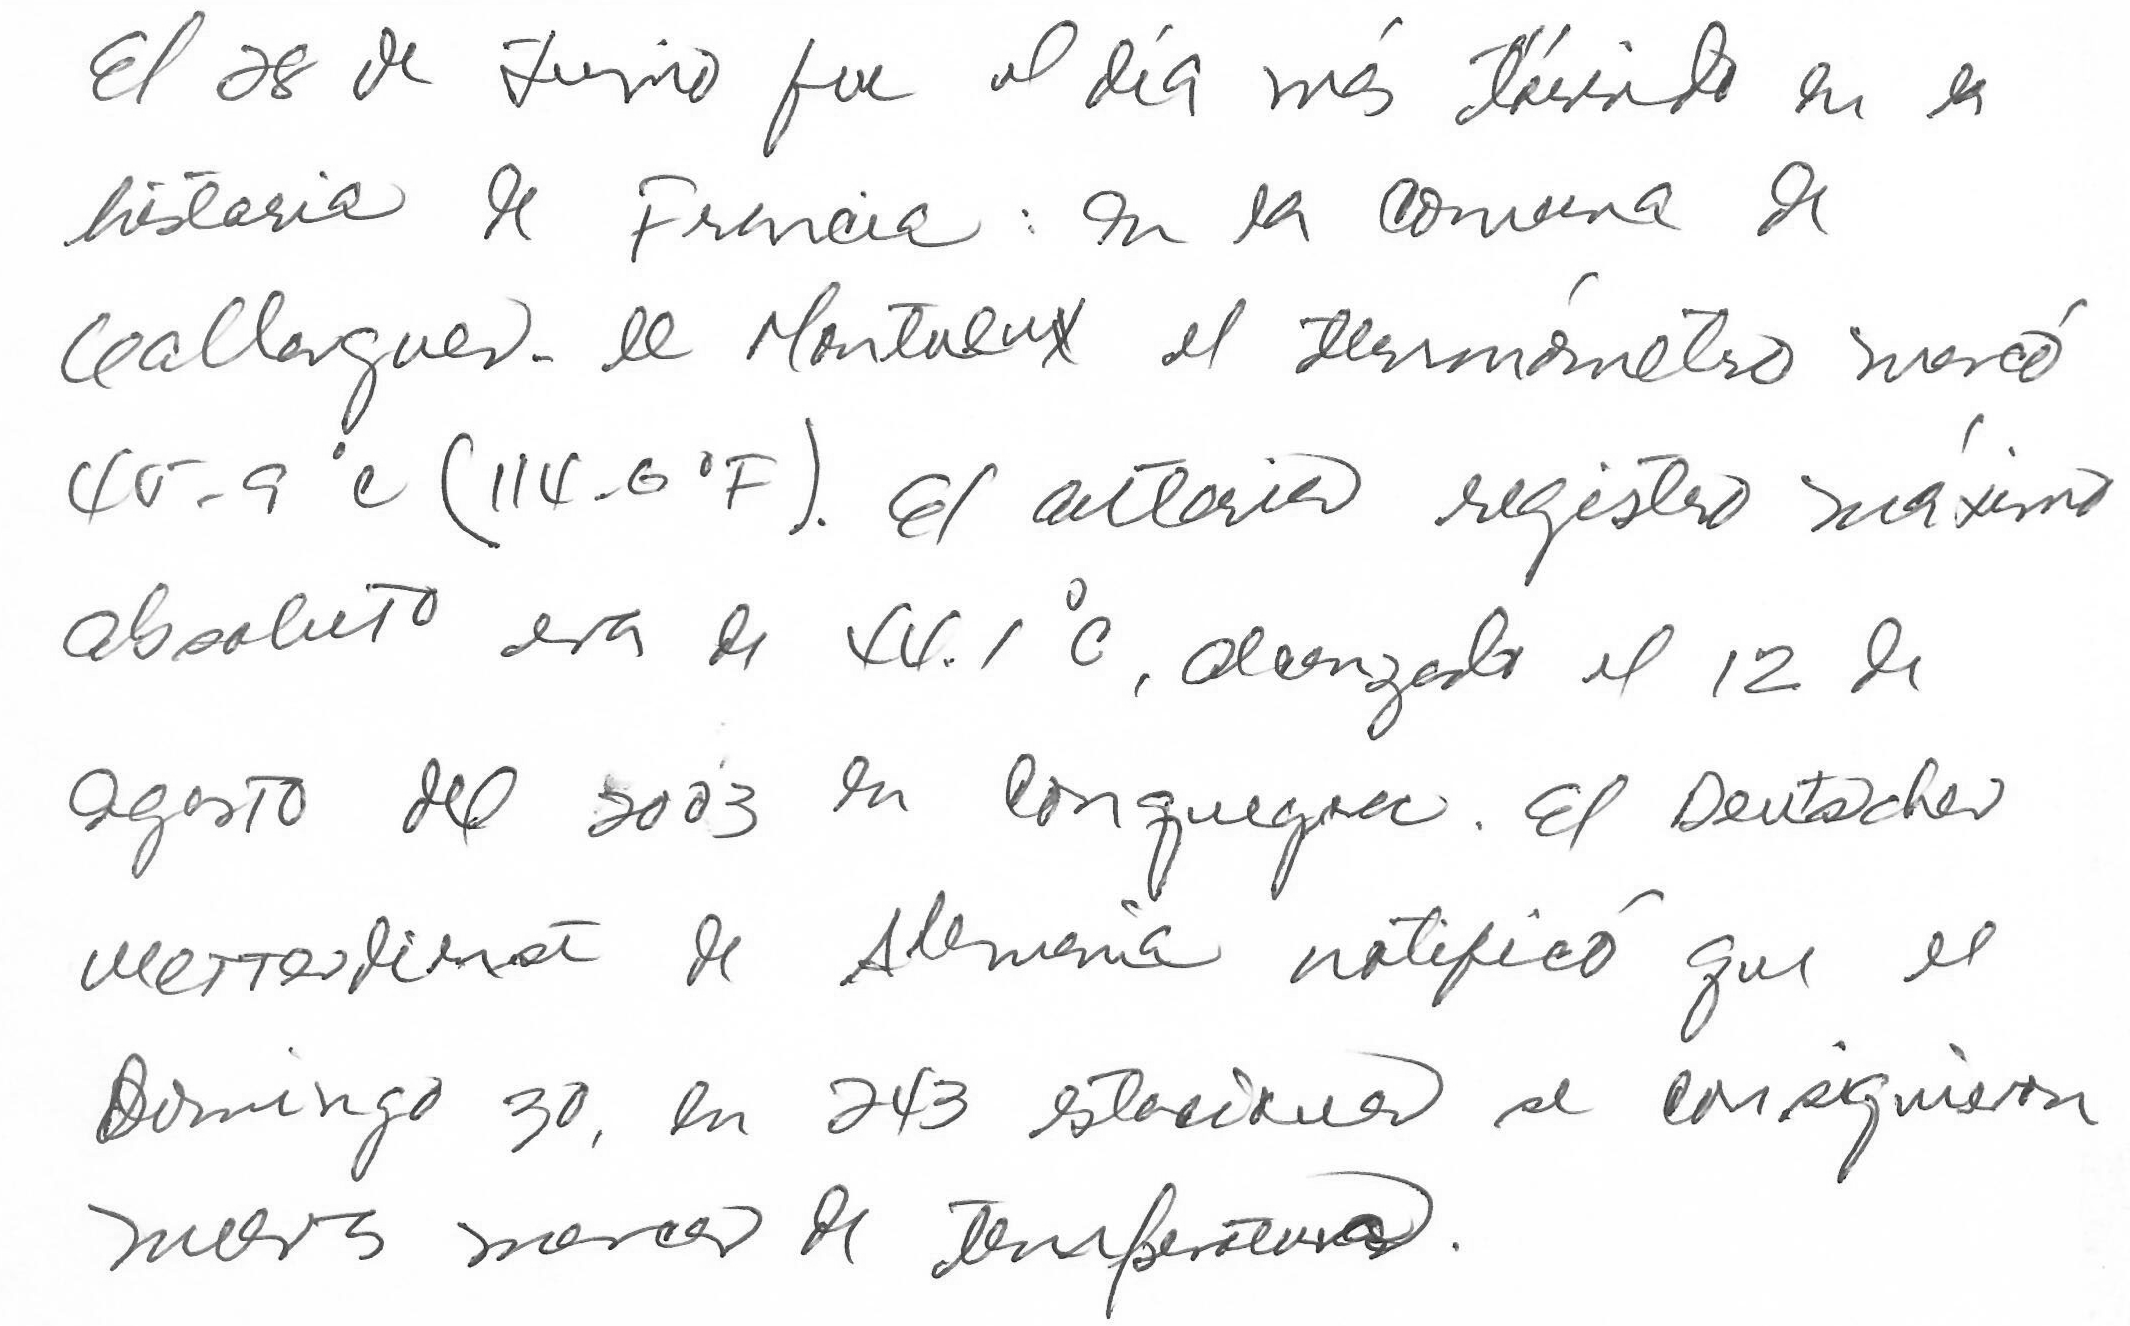 El 28 de Junio fue el día más tórrido en la
historia de Francia: en la comuna de
Gallargues-le Montueux el termómetro marcó
45.9 °C (114.6 °F). El anterior registro máximo
absoluto era de 44.1 °C, alcanzado el 12 de
agosto del 2003 en Conqueyrac. El Deutscher
Wetterdienst de Alemania notificó que el
Domingo 30, en 243 estaciones se consiguieron
nuevas marcas de temperaturas.